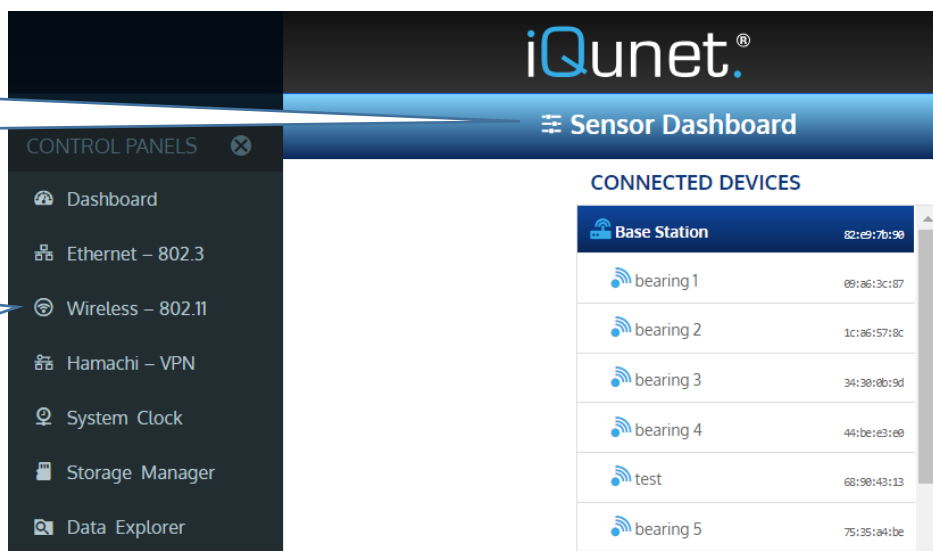 iQunet.®
Sensor Dashboard
CONTROL PANELS
Dashboard
Ethernet – 802.3
Wireless – 802.11
Hamachi – VPN
System Clock
Storage Manager
Data Explorer
CONNECTED DEVICES
Base Station 82:e9:7b:90
bearing 1 09:a6:3c:87
bearing 2 1c:a6:57:8c
bearing 3 34:30:0b:9d
bearing 4 44:be:e3:e0
test 68:90:43:13
bearing 5 75:35:a4:be